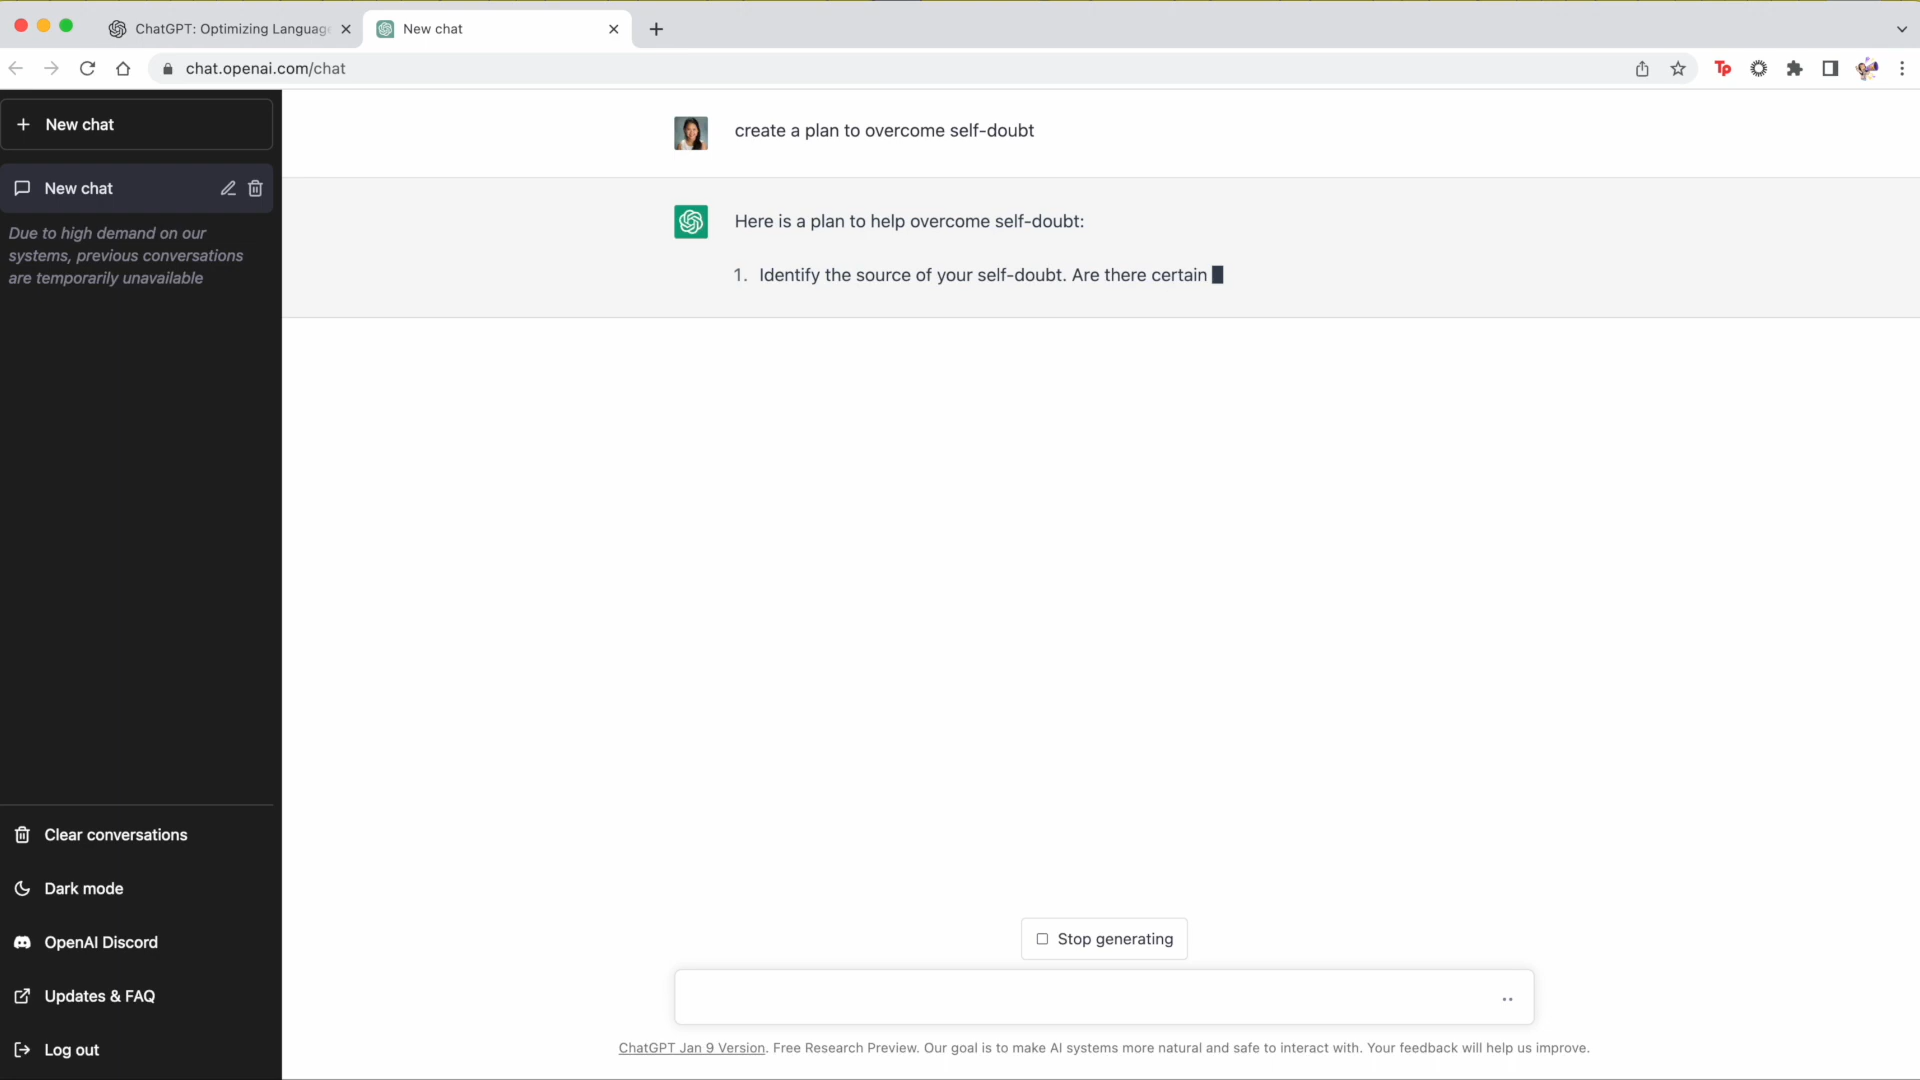 ChatGPT: Optimizing Languag
New chat
chat.openai.com/chat
Tp
New chat
New chat
Due to high demand on our
systems, previous conversations
are temporarily unavailable
create a plan to overcome self-doubt
Here is a plan to help overcome self-doubt:
1. Identify the source of your self-doubt. Are there certain
Clear conversations
Dark mode
OpenAI Discord
Updates & FAQ
Log out
Stop generating
ChatGPT Jan 9 Version. Free Research Preview. Our goal is to make AI systems more natural and safe to interact with. Your feedback will help us improve.